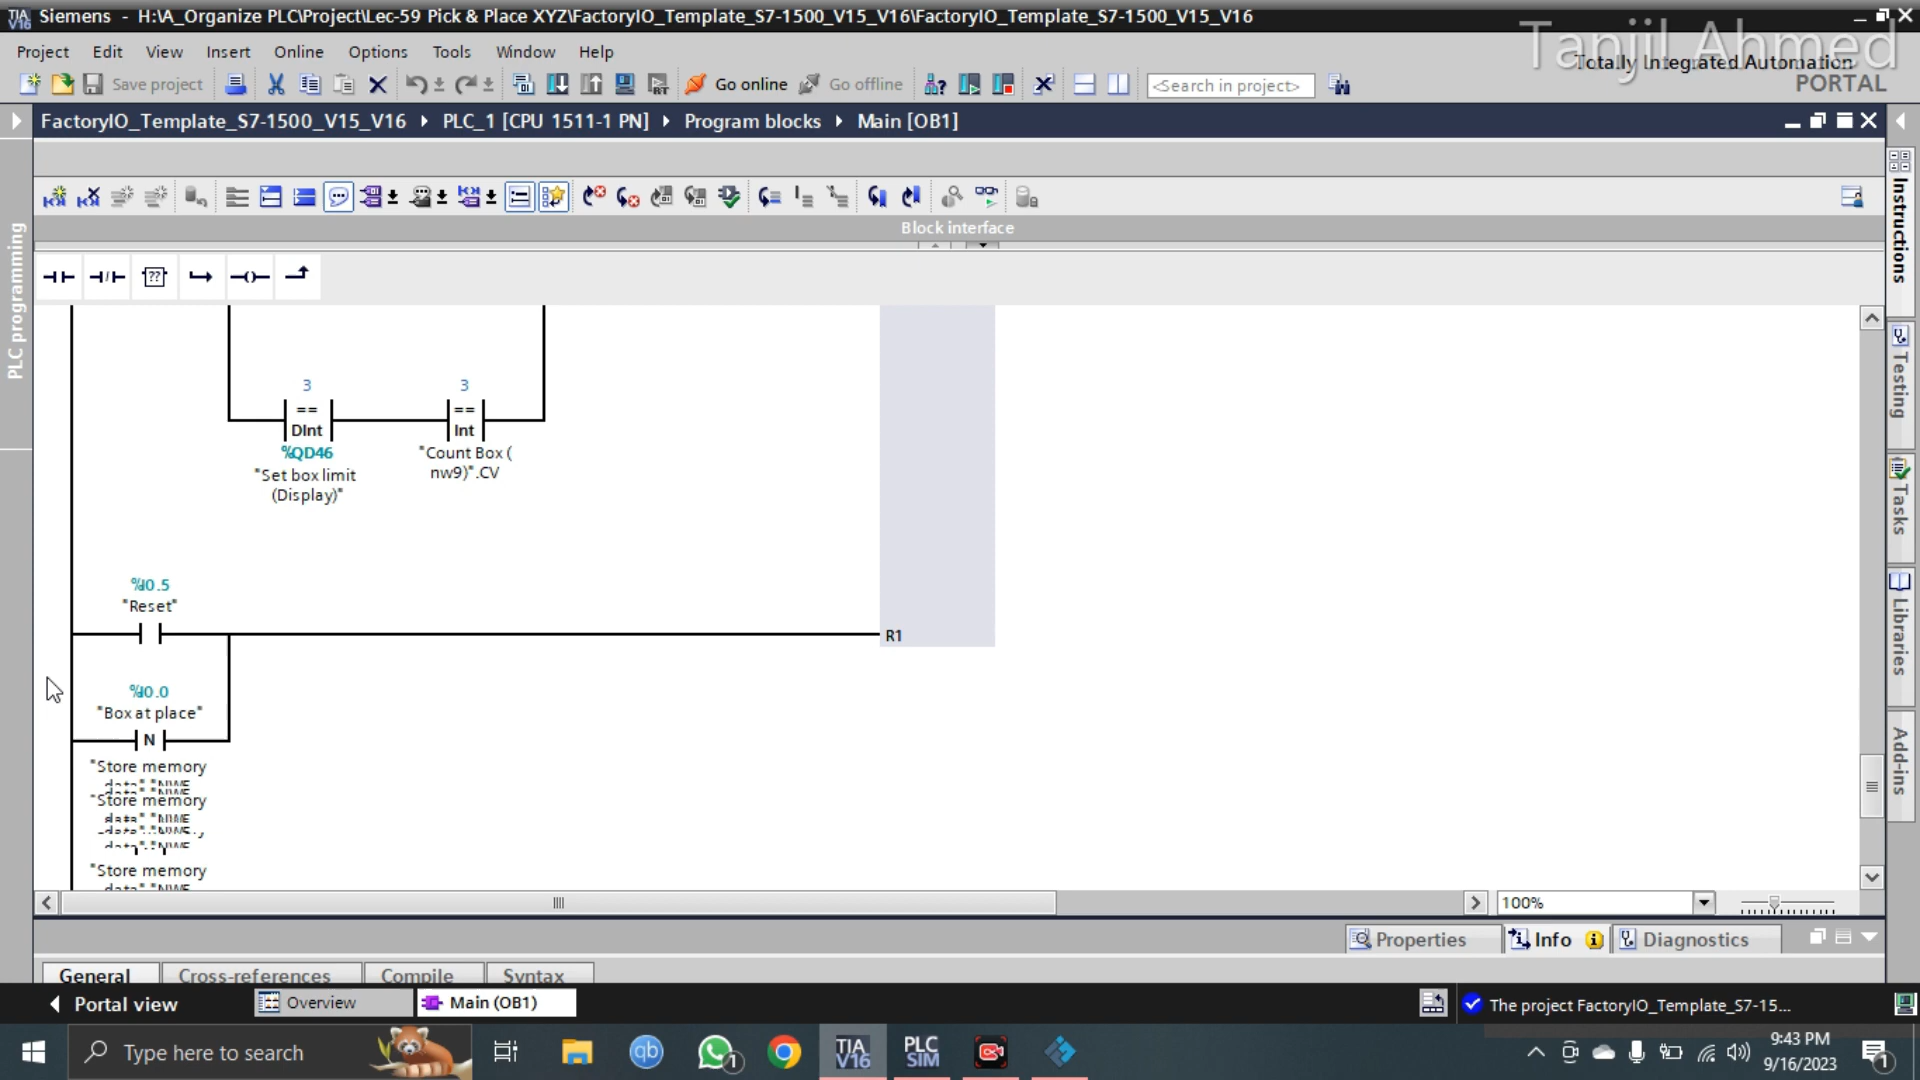 Siemens - H:\A_Organize PLC\Project\Lec-59 Pick & Place XYZ\FactoryIO_Template_S7-1500_V15_V16\FactoryIO_Template_S7-1500_V15_V16
Tanjil Ahmed
Project Edit View Insert Online Options Tools Window Help
Totally Integrated Automation
PORTAL
Save project
Go online
Go offline
<Search in project>
FactoryIO_Template_S7-1500_V15_V16 PLC_1 [CPU 1511-1 PN] Program blocks Main [OB1]
Block interface
PLC programming
Instructions
Testing
Tasks
Libraries
Add-ins
3 3
== ==
DInt Int
%QD46 "Count Box (
"Set box limit nw9)".CV
(Display)"
%I0.5
"Reset"
R1
%I0.0
"Box at place"
N
"Store memory
"Store memory
"Store memory
100%
Properties Info Diagnostics
General Cross-references Compile Syntax
Portal view Overview Main (OB1)
The project FactoryIO_Template_S7-15...
Type here to search
qb
1
TIA
V16
PLC
SIM
9:43 PM
9/16/2023
1